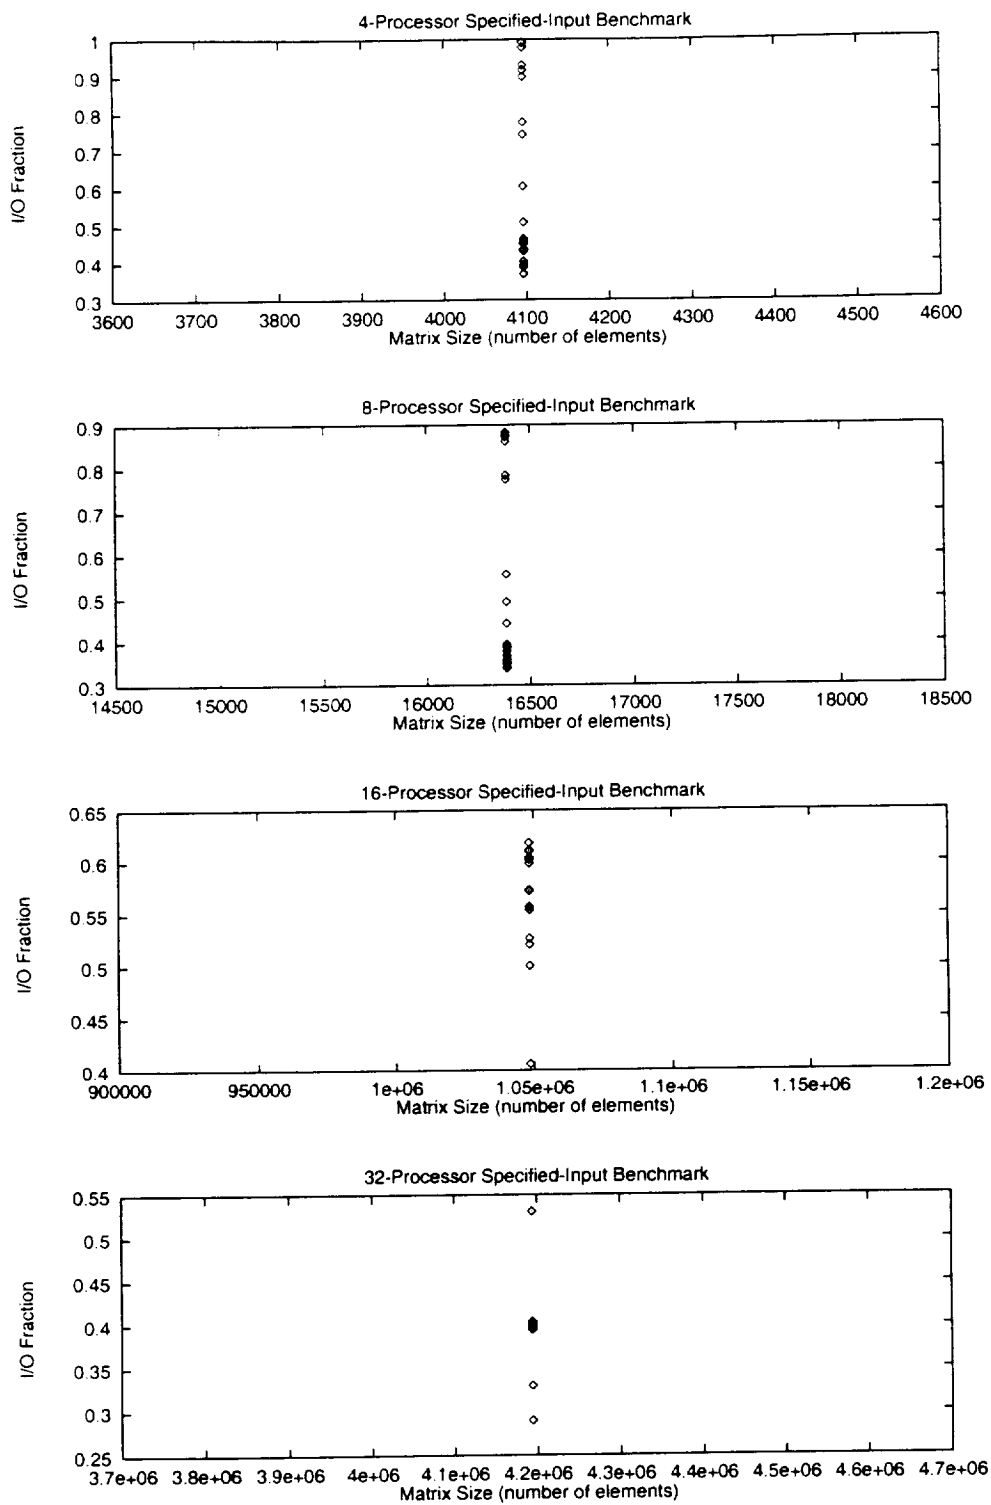 4-Processor Specified-Input Benchmark
1
0.9
0.8
0.7
0.6
0.5
0.4
0.3
I/O Fraction
3600 3700 3800 3900 4000 4100 4200 4300 4400 4500 4600
Matrix Size (number of elements)
8-Processor Specified-Input Benchmark
0.9
0.8
0.7
0.6
0.5
0.4
0.3
I/O Fraction
14500 15000 15500 16000 16500 17000 17500 18000 18500
Matrix Size (number of elements)
16-Processor Specified-Input Benchmark
0.65
0.6
0.55
0.5
0.45
0.4
I/O Fraction
900000 950000 1e+06 1.05e+06 1.1e+06 1.15e+06 1.2e+06
Matrix Size (number of elements)
32-Processor Specified-Input Benchmark
0.55
0.5
0.45
0.4
0.35
0.3
0.25
I/O Fraction
3.7e+06 3.8e+06 3.9e+06 4e+06 4.1e+06 4.2e+06 4.3e+06 4.4e+06 4.5e+06 4.6e+06 4.7e+06
Matrix Size (number of elements)